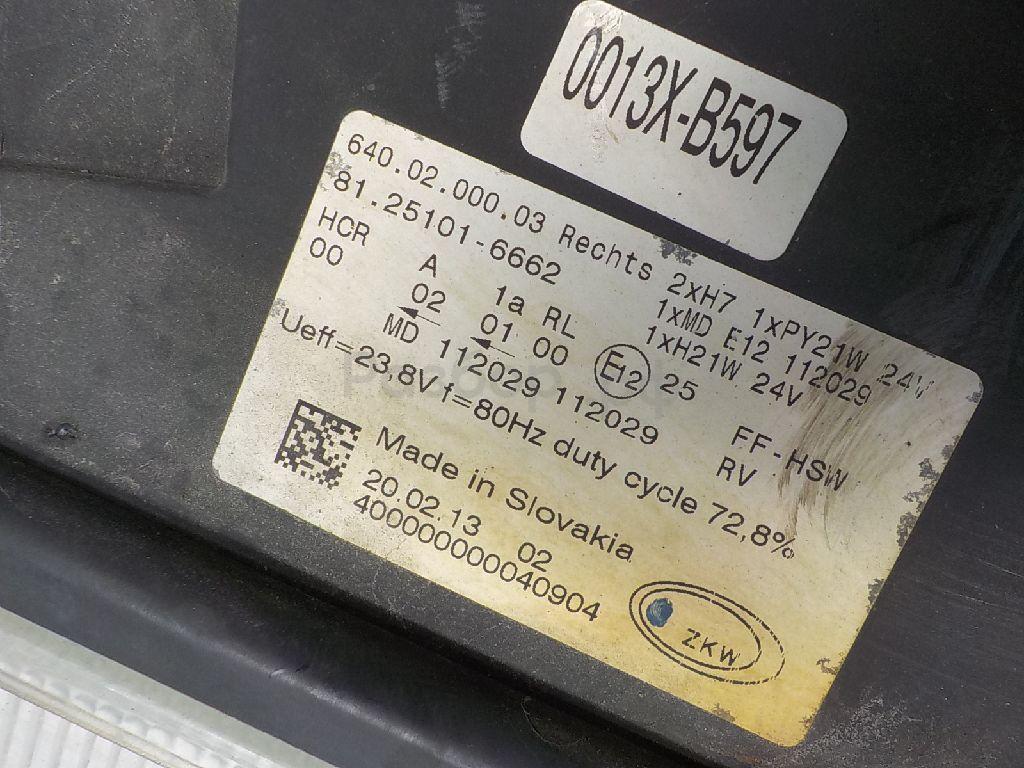 0013X-B597
640.02.000.03 Rechts 2xH7 1xPY21W 24V
81.25101-6662 1xMD E12 112029
HCR A 1a RL 1xH21W 24V
00 02 01 00 E12 25
MD 112029 112029 FF-HSW
Ueff=23,8V f=80Hz duty cycle 72,8% RV
Made in Slovakia
20.02.13 02
4000000040904
ZKW